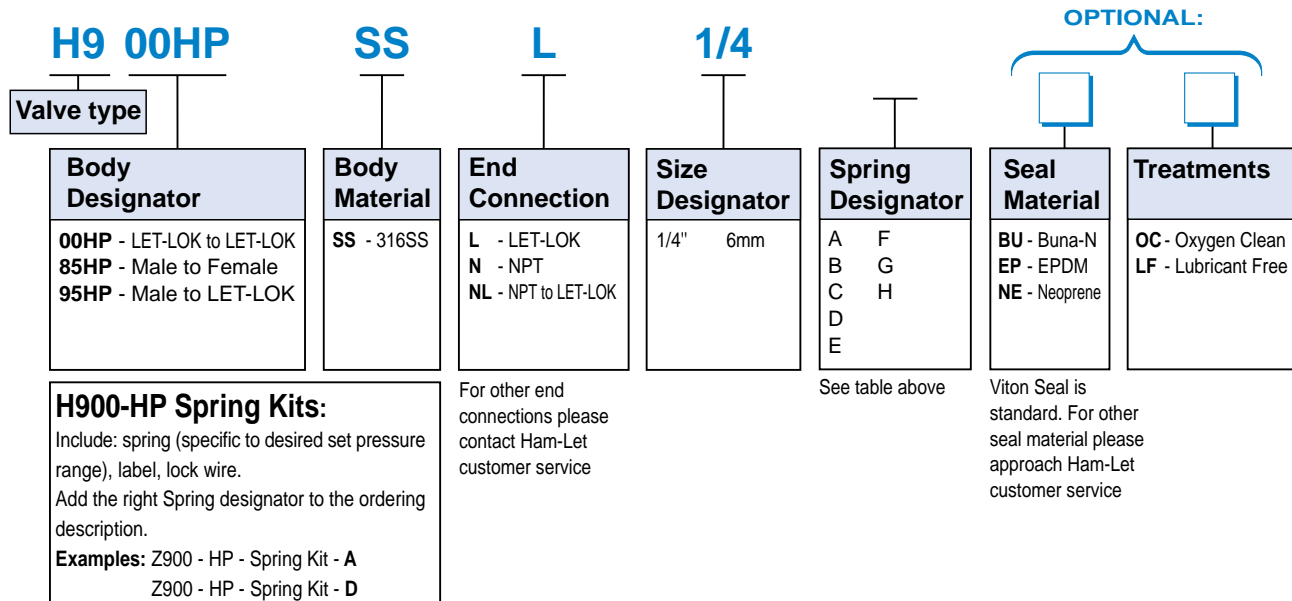 OPTIONAL:
H9 00HP SS L 1/4
Valve type
Body
Designator
00HP - LET-LOK to LET-LOK
85HP - Male to Female
95HP - Male to LET-LOK
Body
Material
SS - 316SS
End
Connection
L - LET-LOK
N - NPT
NL - NPT to LET-LOK
Size
Designator
1/4" 6mm
Spring
Designator
A F
B G
C H
D
E
Seal
Material
BU - Buna-N
EP - EPDM
NE - Neoprene
Treatments
OC - Oxygen Clean
LF - Lubricant Free
H900-HP Spring Kits:
Include: spring (specific to desired set pressure
range), label, lock wire.
Add the right Spring designator to the ordering
description.
Examples: Z900 - HP - Spring Kit - A
Z900 - HP - Spring Kit - D
For other end
connections please
contact Ham-Let
customer service
See table above
Viton Seal is
standard. For other
seal material please
approach Ham-Let
customer service